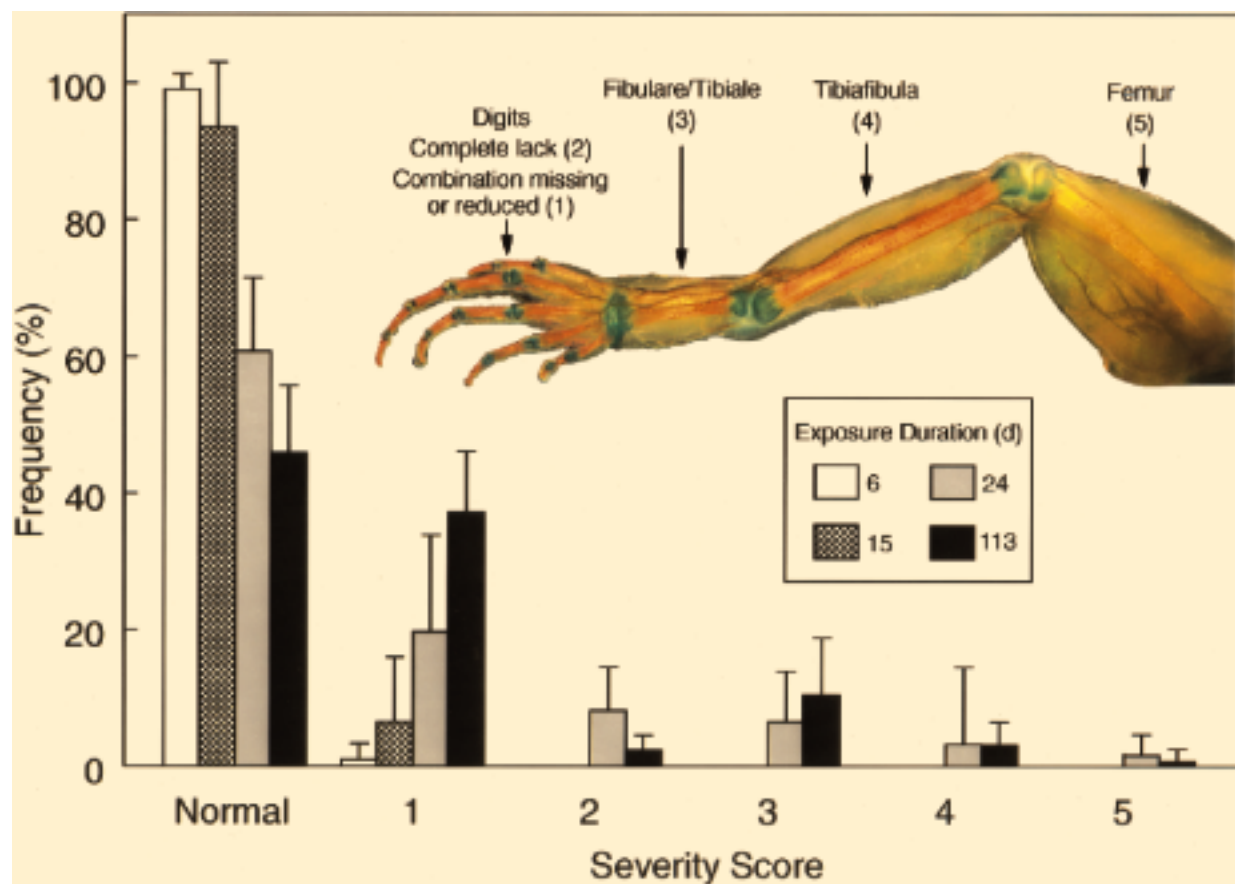 100
80
60
40
20
0
Frequency (%)
Digits
Complete lack (2)
Combination missing
or reduced (1)
Fibulare/Tibiale
(3)
Tibiafibula
(4)
Femur
(5)
Exposure Duration (d)
6
24
15
113
Normal
1
2
3
4
5
Severity Score